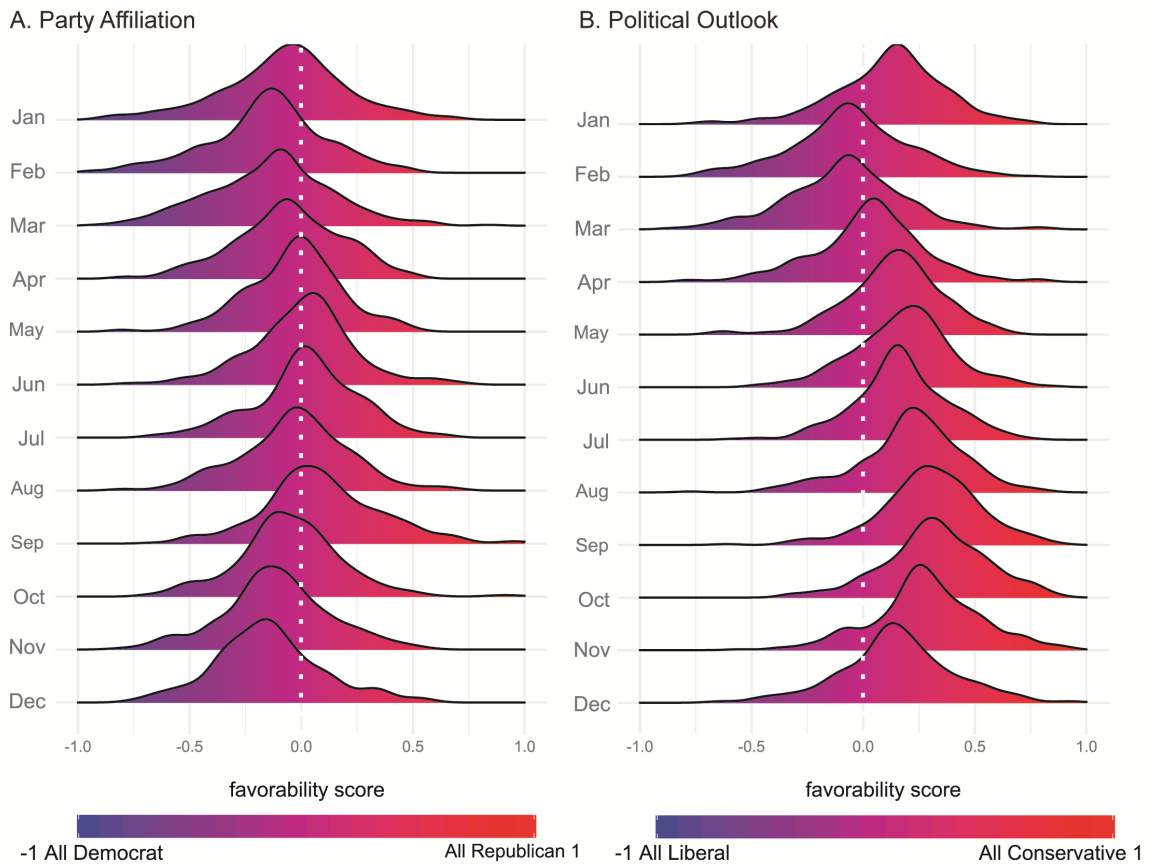 A. Party Affiliation
Jan
Feb
Mar
Apr
May
Jun
Jul
Aug
Sep
Oct
Nov
Dec
-1.0 -0.5 0.0 0.5 1.0
favorability score
-1 All Democrat All Republican 1
B. Political Outlook
Jan
Feb
Mar
Apr
May
Jun
Jul
Aug
Sep
Oct
Nov
Dec
-1.0 -0.5 0.0 0.5 1.0
favorability score
-1 All Liberal All Conservative 1